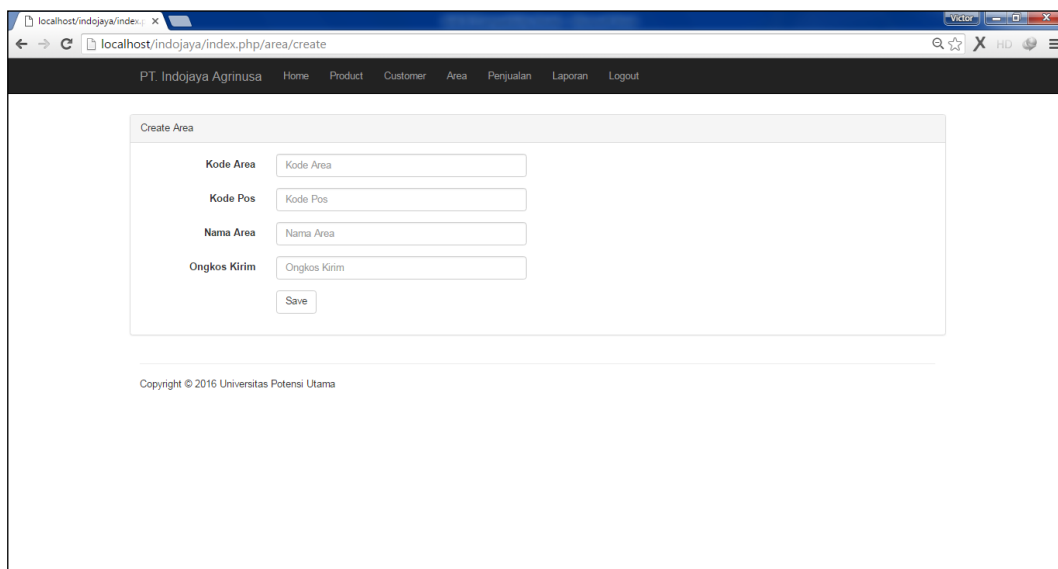 localhost/indojaya/index.p
Victor
localhost/indojaya/index.php/area/create
HD
PT. Indojaya Agrinusa Home Product Customer Area Penjualan Laporan Logout
Create Area
Kode Area Kode Area
Kode Pos Kode Pos
Nama Area Nama Area
Ongkos Kirim Ongkos Kirim
Save
Copyright © 2016 Universitas Potensi Utama